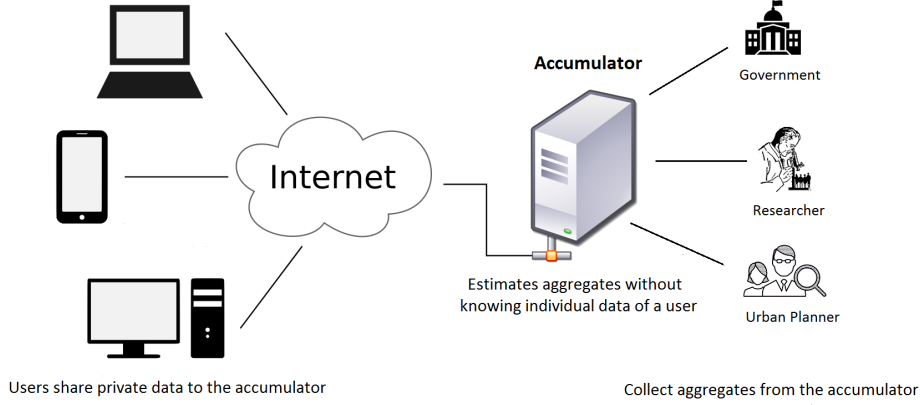 Internet
Accumulator
Estimates aggregates without
knowing individual data of a user
Government
Researcher
Urban Planner
Users share private data to the accumulator
Collect aggregates from the accumulator